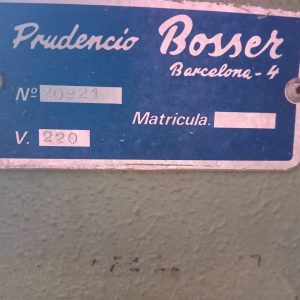 Prudencio Bosser
Barcelona-4
Nº 20921
Matricula.
V. 220